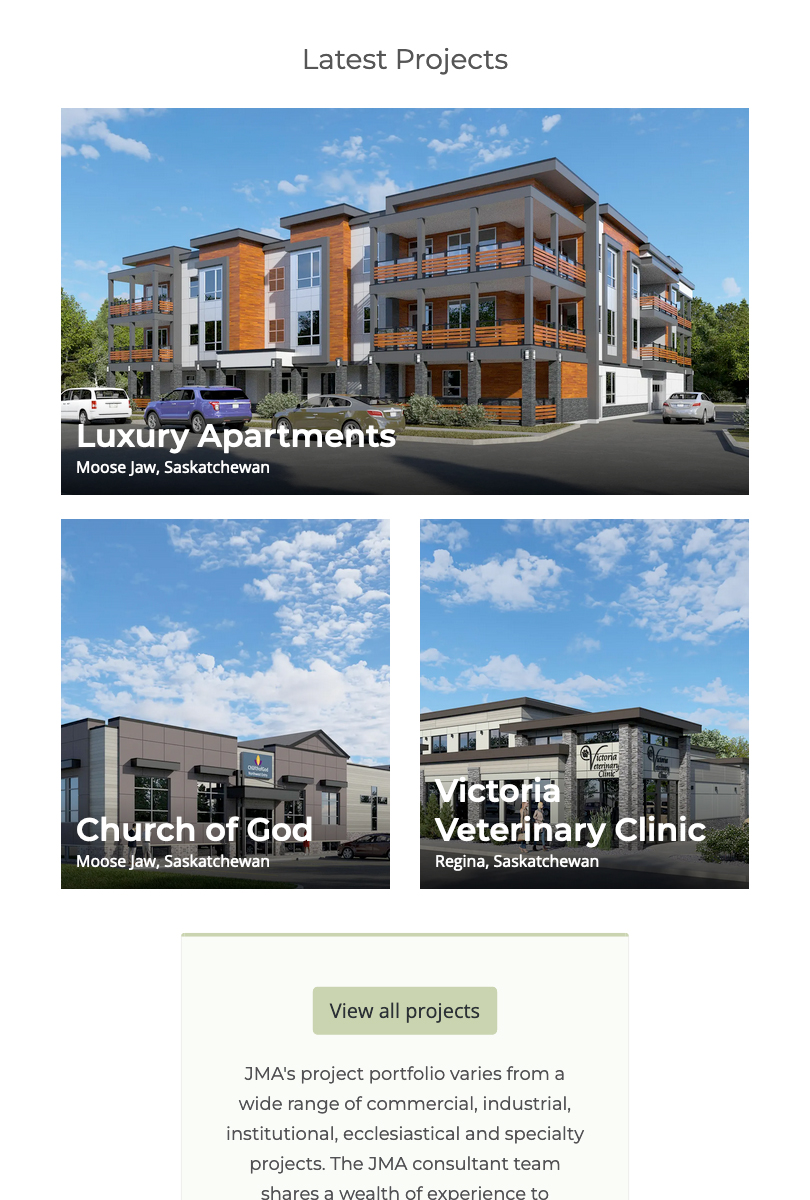 Latest Projects
Luxury Apartments
Moose Jaw, Saskatchewan
Church of God
Moose Jaw, Saskatchewan
Victoria
Veterinary
Clinic
Victoria
Veterinary Clinic
Regina, Saskatchewan
View all projects
JMA's project portfolio varies from a
wide range of commercial, industrial,
institutional, ecclesiastical and specialty
projects. The JMA consultant team
shares a wealth of experience to